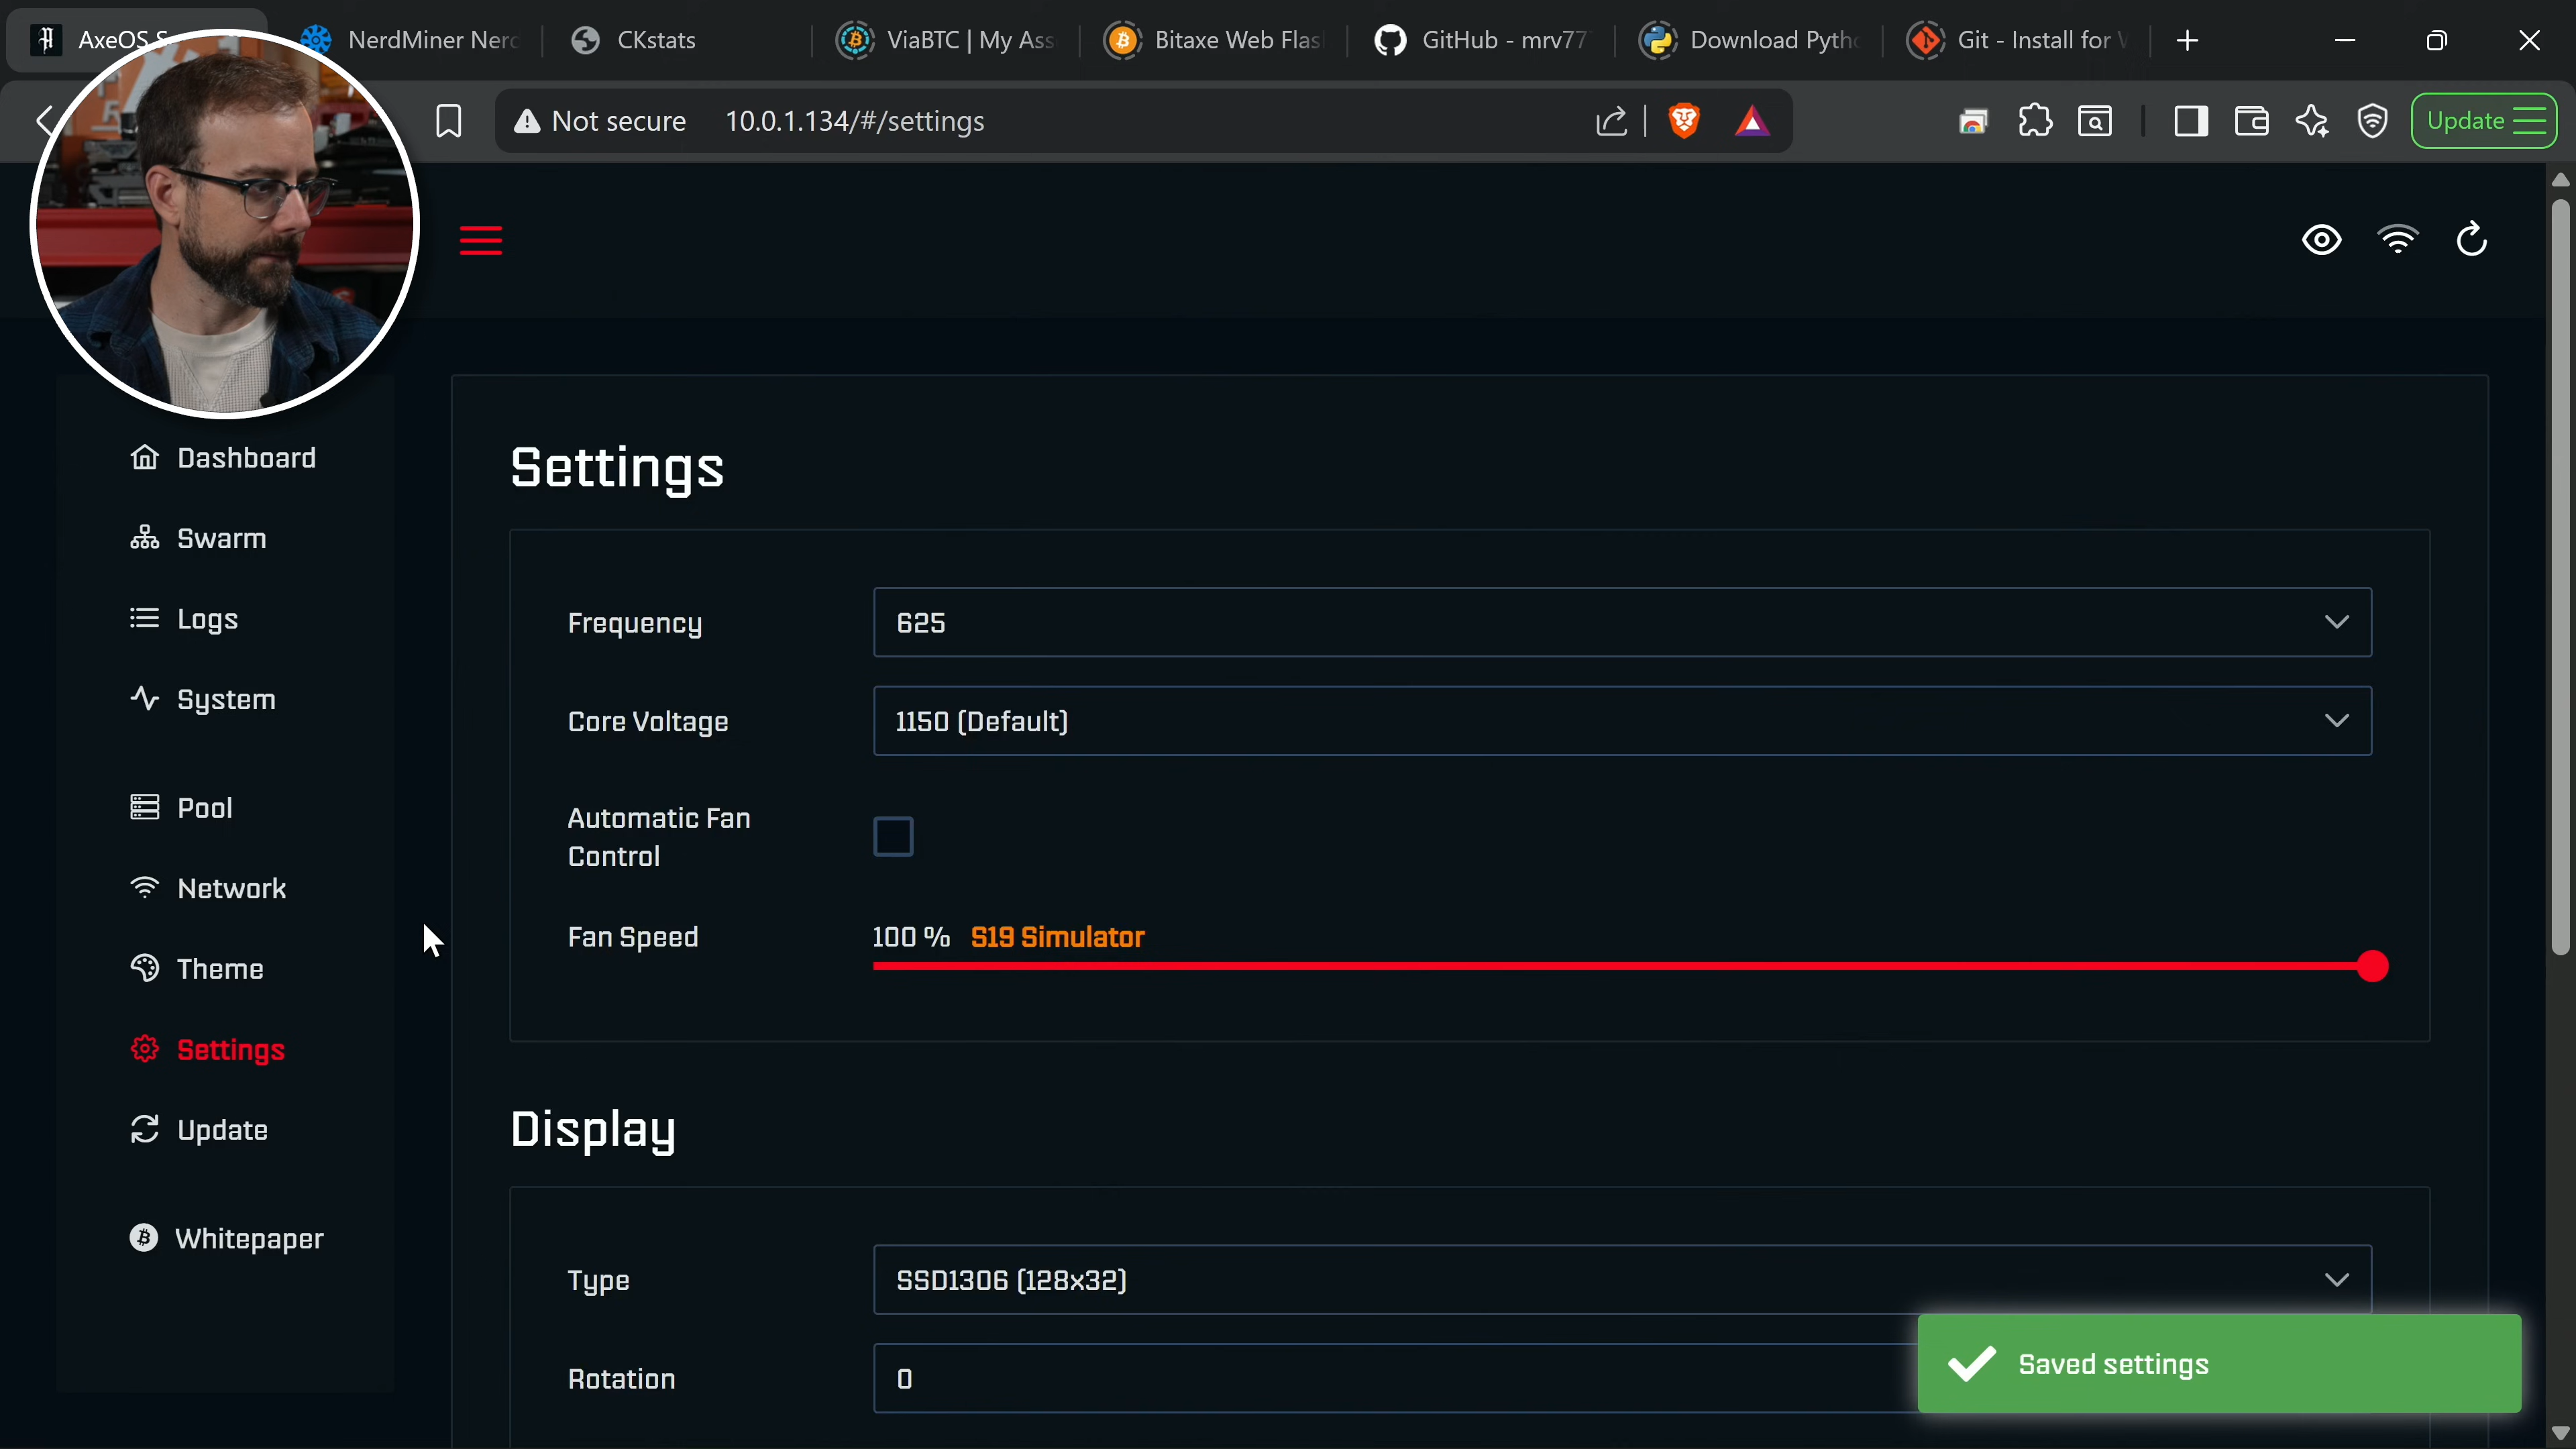 AxeOS S
NerdMiner Nerd
CKstats
ViaBTC | My Ass
Bitaxe Web Flas
GitHub - mrv77
Download Pytho
Git - Install for W
Not secure
10.0.1.134/#/settings
Update
Dashboard
Swarm
Logs
System
Pool
Network
Theme
Settings
Update
Whitepaper
Settings
Frequency
625
Core Voltage
1150 (Default)
Automatic Fan
Control
Fan Speed
100 % S19 Simulator
Display
Type
SSD1306 (128x32)
Rotation
0
Saved settings